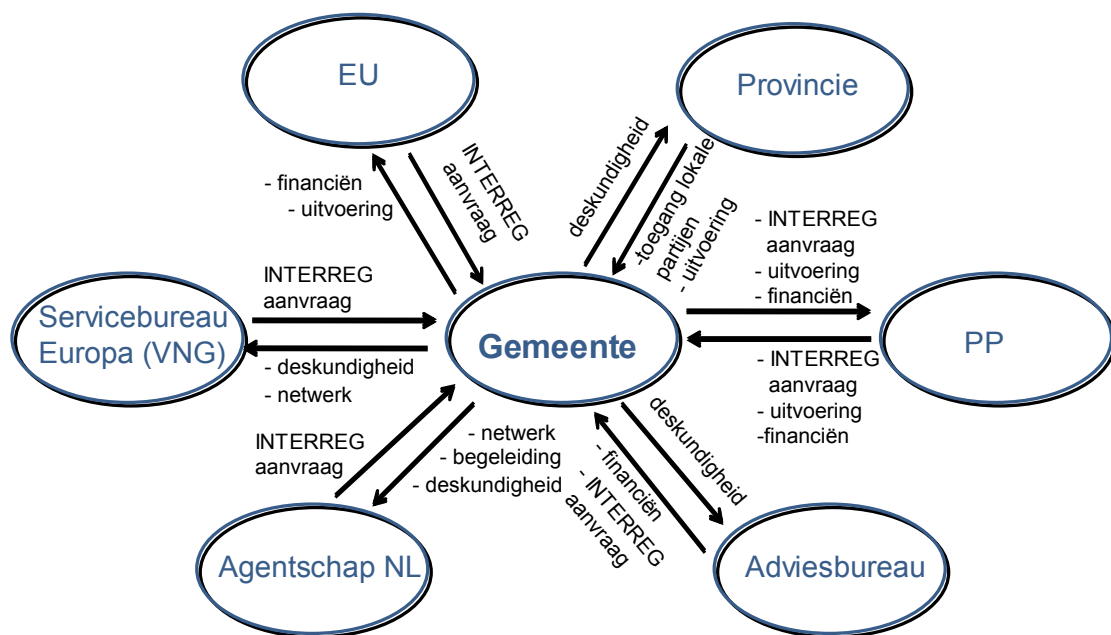 EU
Provincie
- financiën
- uitvoering
INTERREG
aanvraag
deskundigheid
-toegang lokale
partijen
- uitvoering
- INTERREG
aanvraag
- uitvoering
- financiën
INTERREG
aanvraag
Servicebureau
Europa (VNG)
Gemeente
PP
- deskundigheid
- netwerk
- INTERREG
aanvraag
- uitvoering
-financiën
INTERREG
aanvraag
- netwerk
- begeleiding
- deskundigheid
- financiën
- INTERREG
aanvraag
deskundigheid
Agentschap NL
Adviesbureau